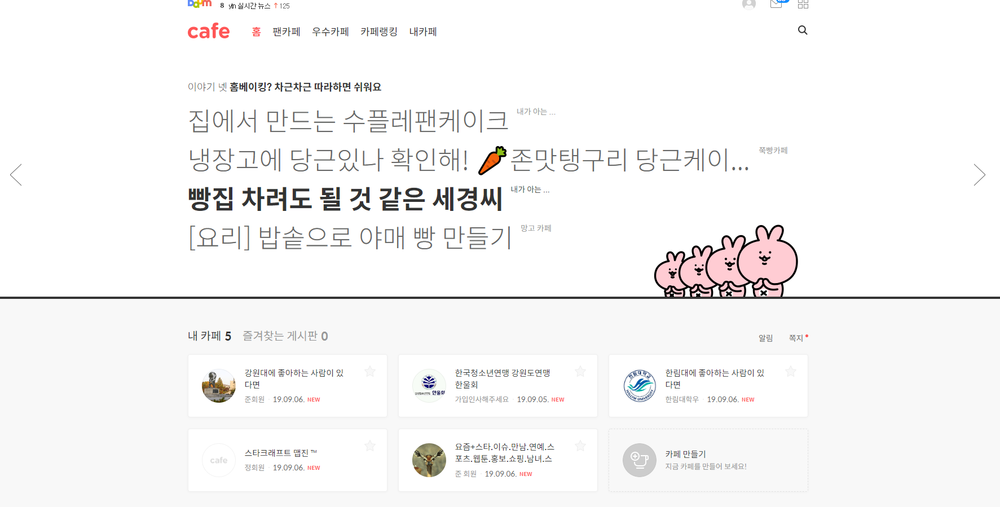 Daum
8 ytn 실시간 뉴스 ↑ 125
cafe 홈 팬카페 우수카페 카페랭킹 내카페
이야기 넷 홈베이킹? 차근차근 따라하면 쉬워요
집에서 만드는 수플레팬케이크 내가 아는 ...
냉장고에 당근있나 확인해! 🥕존맛탱구리 당근케이... 쭉빵카페
빵집 차려도 될 것 같은 세경씨 내가 아는 ...
[요리] 밥솥으로 야매 빵 만들기 망고 카페
내 카페 5 즐겨찾는 게시판 0
알림 쪽지
강원대에 좋아하는 사람이 있
다면
준회원 · 19.09.06. NEW
한국청소년연맹 강원도연맹
한울회
가입인사해주세요 · 19.09.05. NEW
한울회
한림대에 좋아하는 사람이 있
다면
한림대학우 · 19.09.06. NEW
한림대학교
HALLYM UNIVERSITY
스타크래프트 맵진 ™
정회원 · 19.09.06. NEW
cafe
요즘+스타.이슈.만남.연예.스
포츠.웹툰.홍보.쇼핑.남녀.스
준 회원 · 19.09.06. NEW
카페 만들기
지금 카페를 만들어 보세요!